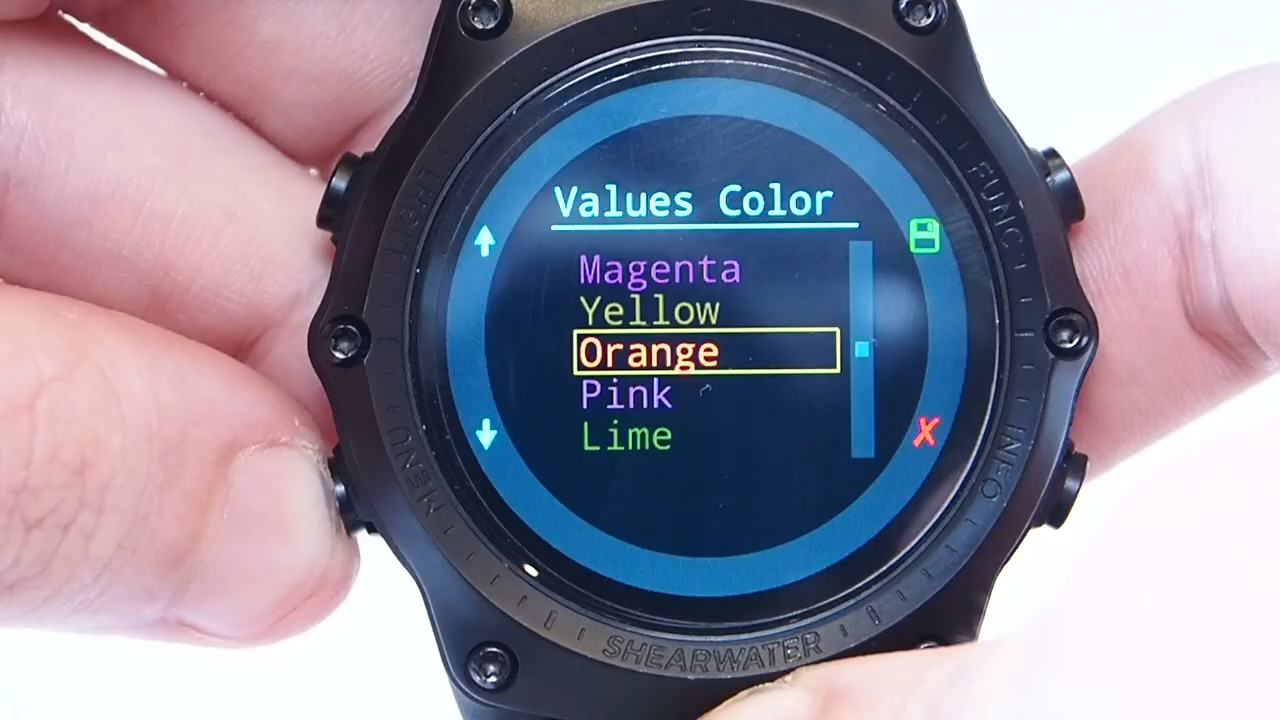 LIGHT
FUNC
Values Color
Magenta
Yellow
Orange
Pink
Lime
MENU
INFO
SHEARWATER